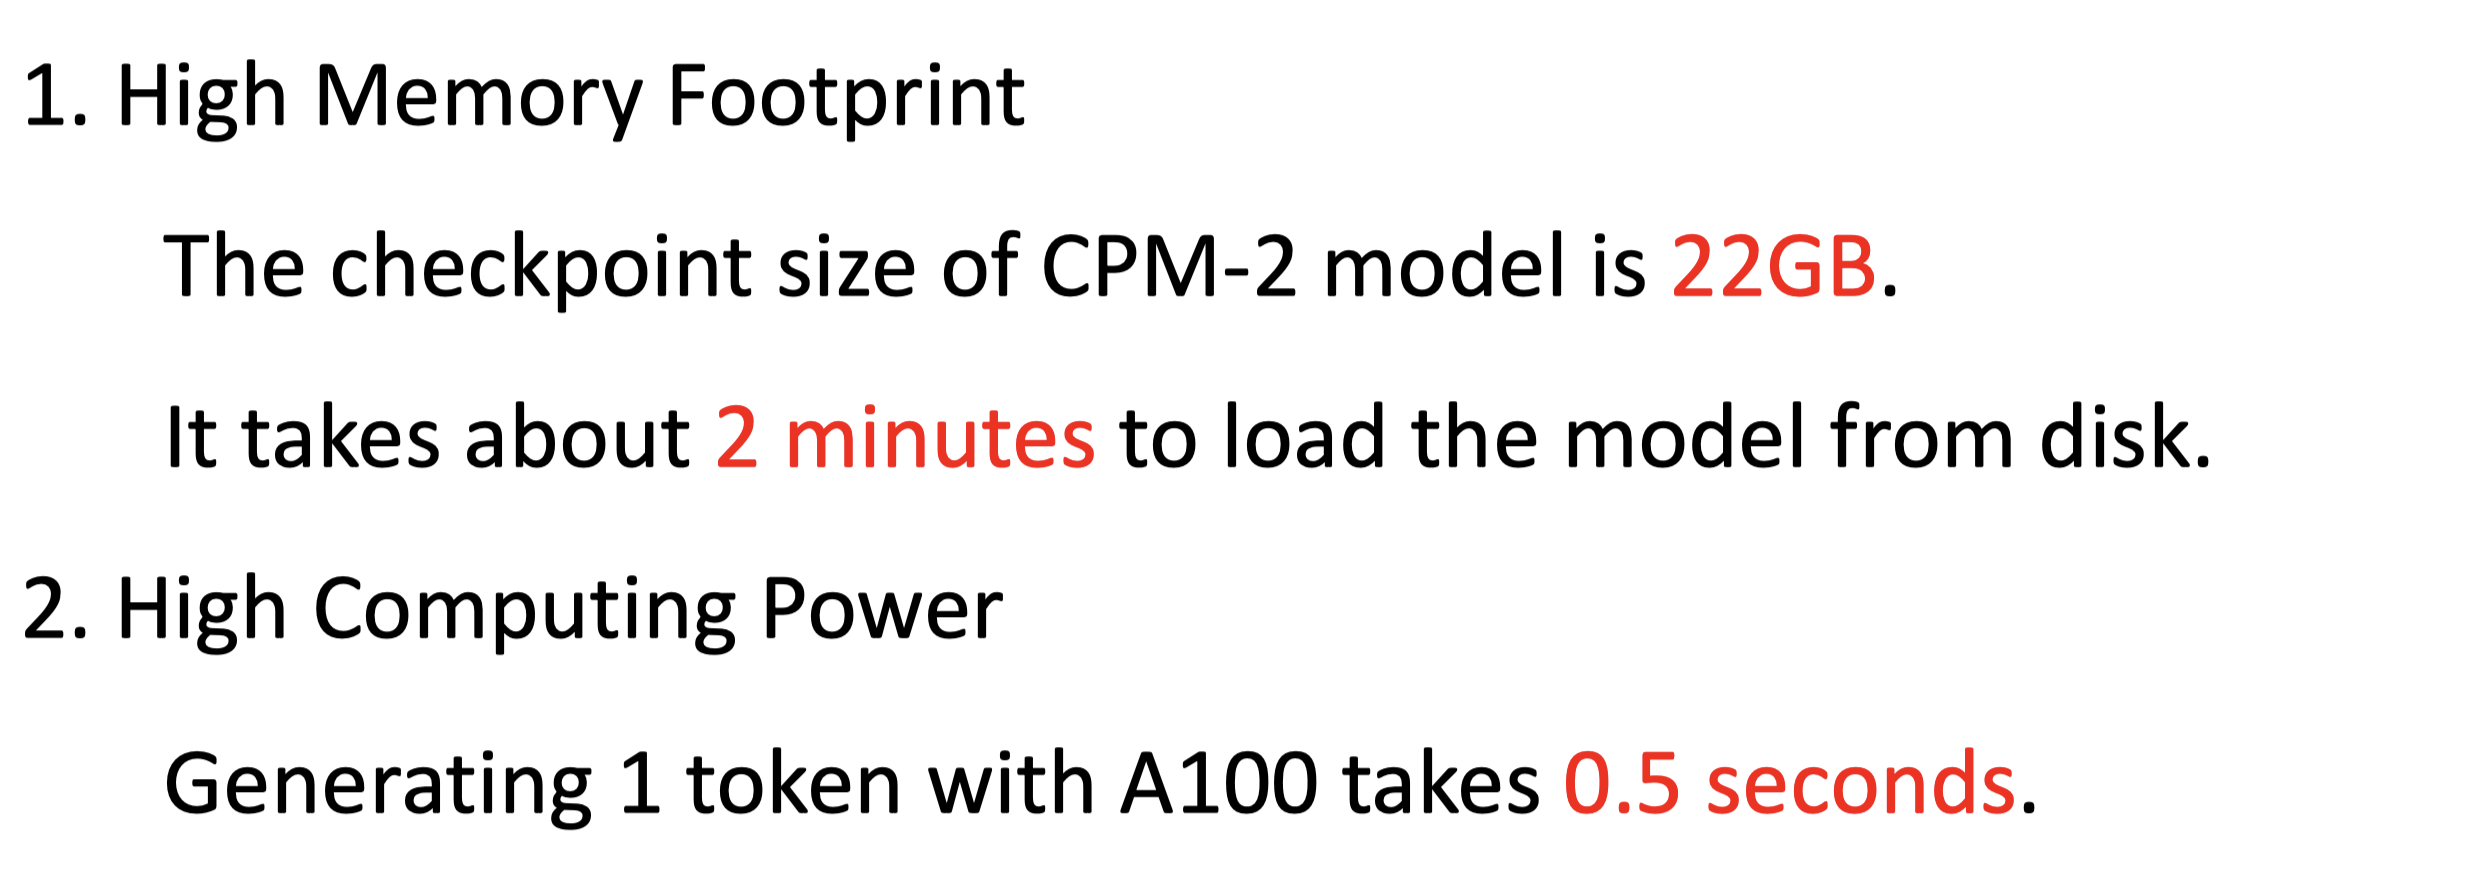 1. High Memory Footprint
The checkpoint size of CPM-2 model is 22GB.
It takes about 2 minutes to load the model from disk.
2. High Computing Power
Generating 1 token with A100 takes 0.5 seconds.